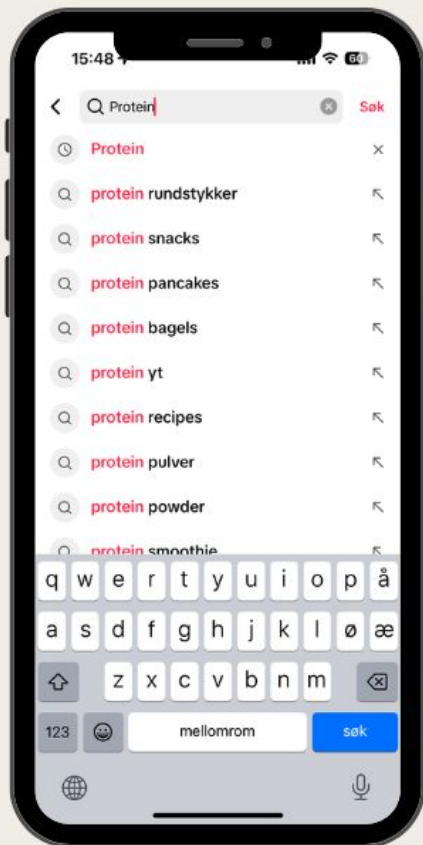 15:48
60
Protein
Søk
Protein
protein rundstykker
protein snacks
protein pancakes
protein bagels
protein yt
protein recipes
protein pulver
protein powder
protein smoothie
q w e r t y u i o p å
a s d f g h j k l ø æ
z x c v b n m
123 mellomrom søk